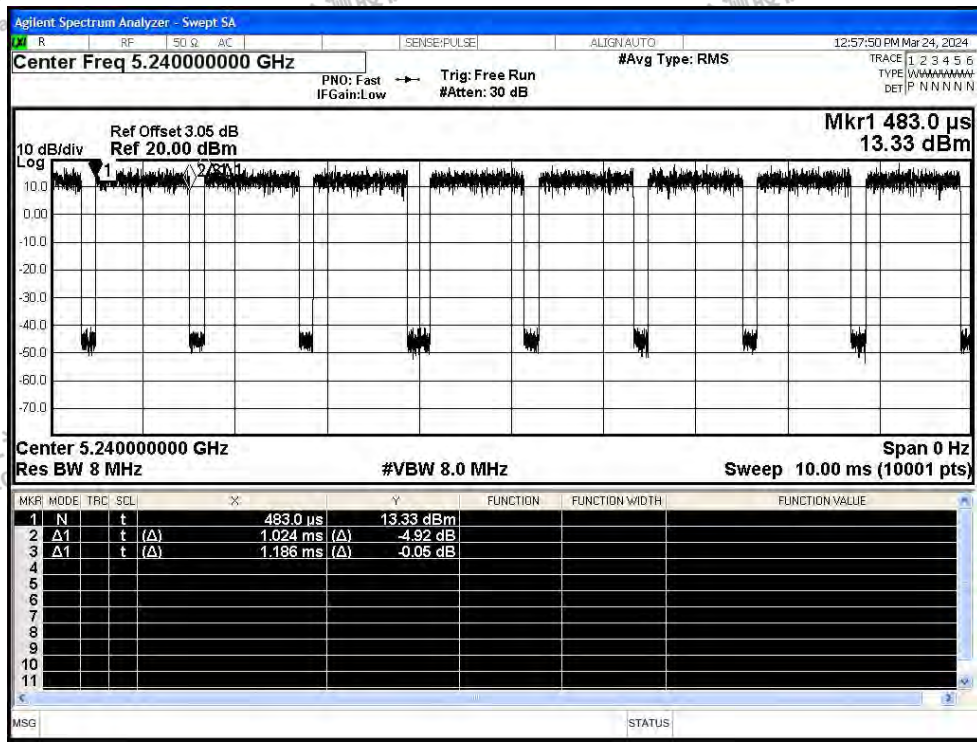 Agilent Spectrum Analyzer - Swept SA
LXI R RF 50 Ω AC SENSE:PULSE ALIGN AUTO 12:57:50 PM Mar 24, 2024
Center Freq 5.240000000 GHz #Avg Type: RMS TRACE 1 2 3 4 5 6
PNO: Fast Trig: Free Run TYPE WWWWWW
IFGain:Low #Atten: 30 dB DET P N N N N N
Mkr1 483.0 µs
Ref Offset 3.05 dB
10 dB/div Ref 20.00 dBm 13.33 dBm
Log
1
10.0
0.00
-10.0
-20.0
-30.0
-40.0
-50.0
-60.0
-70.0
Center 5.240000000 GHz Span 0 Hz
Res BW 8 MHz #VBW 8.0 MHz Sweep 10.00 ms (10001 pts)
MKR MODE TRC SCL X Y FUNCTION FUNCTION WIDTH FUNCTION VALUE
1 N t 483.0 µs 13.33 dBm
2 Δ1 t (Δ) 1.024 ms (Δ) -4.92 dB
3 Δ1 t (Δ) 1.186 ms (Δ) -0.05 dB
4
5
6
7
8
9
10
11
MSG STATUS